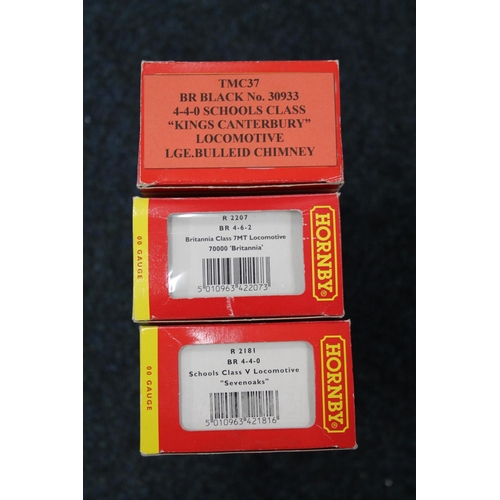 TMC37
BR BLACK No. 30933
4-4-0 SCHOOLS CLASS
"KINGS CANTERBURY"
LOCOMOTIVE
LGE.BULLEID CHIMNEY
00 GAUGE
R 2207
BR 4-6-2
Britannia Class 7MT Locomotive
70000 'Britannia'
5 010963 422073
HORNBY®
00 GAUGE
R 2181
BR 4-4-0
Schools Class V Locomotive
"Sevenoaks"
5 010963 421816
HORNBY®